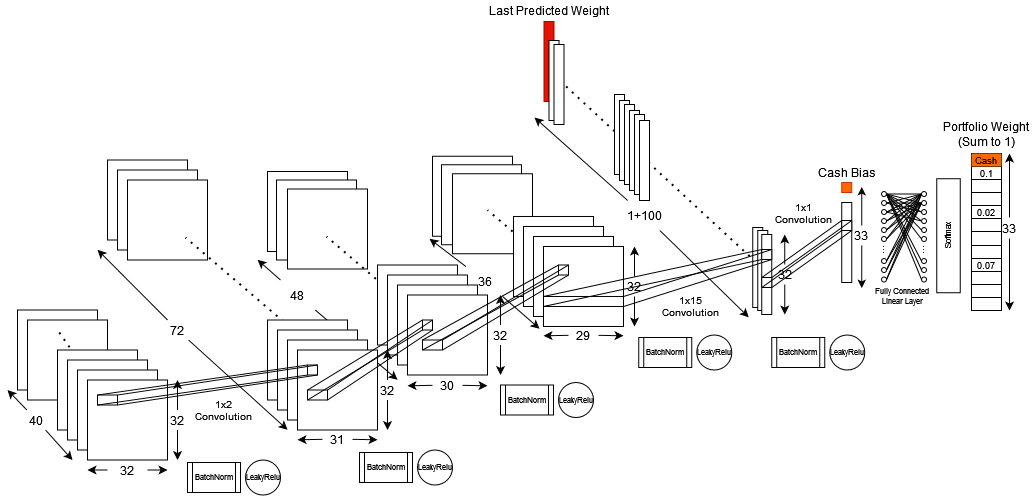 Last Predicted Weight
Portfolio Weight
(Sum to 1)
Cash
0.1
0.02
0.07
33
Cash Bias
33
1x1
Convolution
Softmax
Fully Connected
Linear Layer
1+100
32
1x15
Convolution
BatchNorm
LeakyRelu
BatchNorm
LeakyRelu
36
32
29
48
32
30
BatchNorm
LeakyRelu
72
32
31
BatchNorm
LeakyRelu
40
32
32
1x2
Convolution
BatchNorm
LeakyRelu